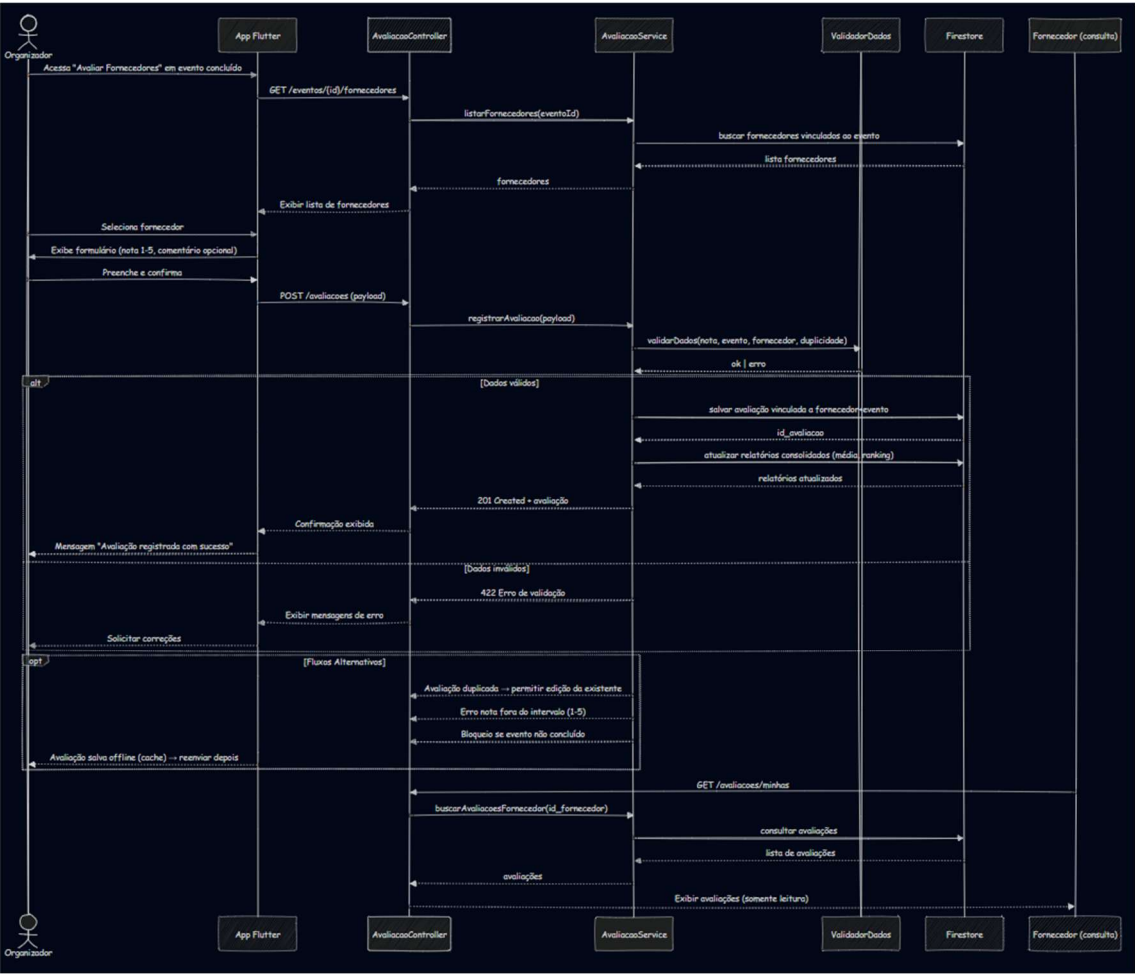 App Flutter
AvaliacaoController
AvaliacaoService
ValidadorDados
Firestore
Fornecedor (consulta)
Organizador
Acessa "Avaliar Fornecedores" em evento concluído
GET /eventos/{id}/fornecedores
listarFornecedores(eventoId)
buscar fornecedores vinculados ao evento
lista fornecedores
fornecedores
Exibir lista de fornecedores
Seleciona fornecedor
Exibe formulário (nota 1-5, comentário opcional)
Preenche e confirma
POST /avaliacoes (payload)
registrarAvaliacao(payload)
validarDados(nota, evento, fornecedor, duplicidade)
ok | erro
alt
[Dados válidos]
salvar avaliação vinculada a fornecedor+evento
id_avaliacao
atualizar relatórios consolidados (média, ranking)
relatórios atualizados
201 Created + avaliação
Confirmação exibida
Mensagem "Avaliação registrada com sucesso"
[Dados inválidos]
422 Erro de validação
Exibir mensagens de erro
Solicitar correções
opt
[Fluxos Alternativos]
Avaliação duplicada → permitir edição da existente
Erro nota fora do intervalo (1-5)
Bloqueio se evento não concluído
Avaliação salva offline (cache) → reenviar depois
GET /avaliacoes/minhas
buscarAvaliacoesFornecedor(id_fornecedor)
consultar avaliações
lista de avaliações
avaliações
Exibir avaliações (somente leitura)
App Flutter
AvaliacaoController
AvaliacaoService
ValidadorDados
Firestore
Fornecedor (consulta)
Organizador